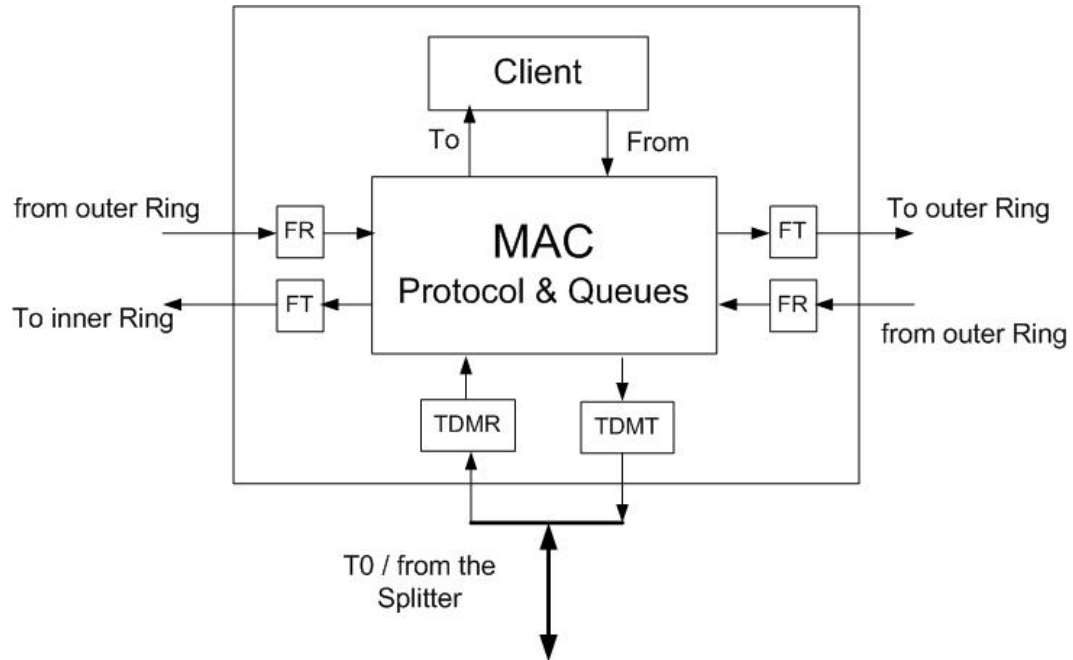 Client
To
From
from outer Ring
FR
MAC
Protocol & Queues
FT
To outer Ring
To inner Ring
FT
FR
from outer Ring
TDMR
TDMT
T0 / from the
Splitter